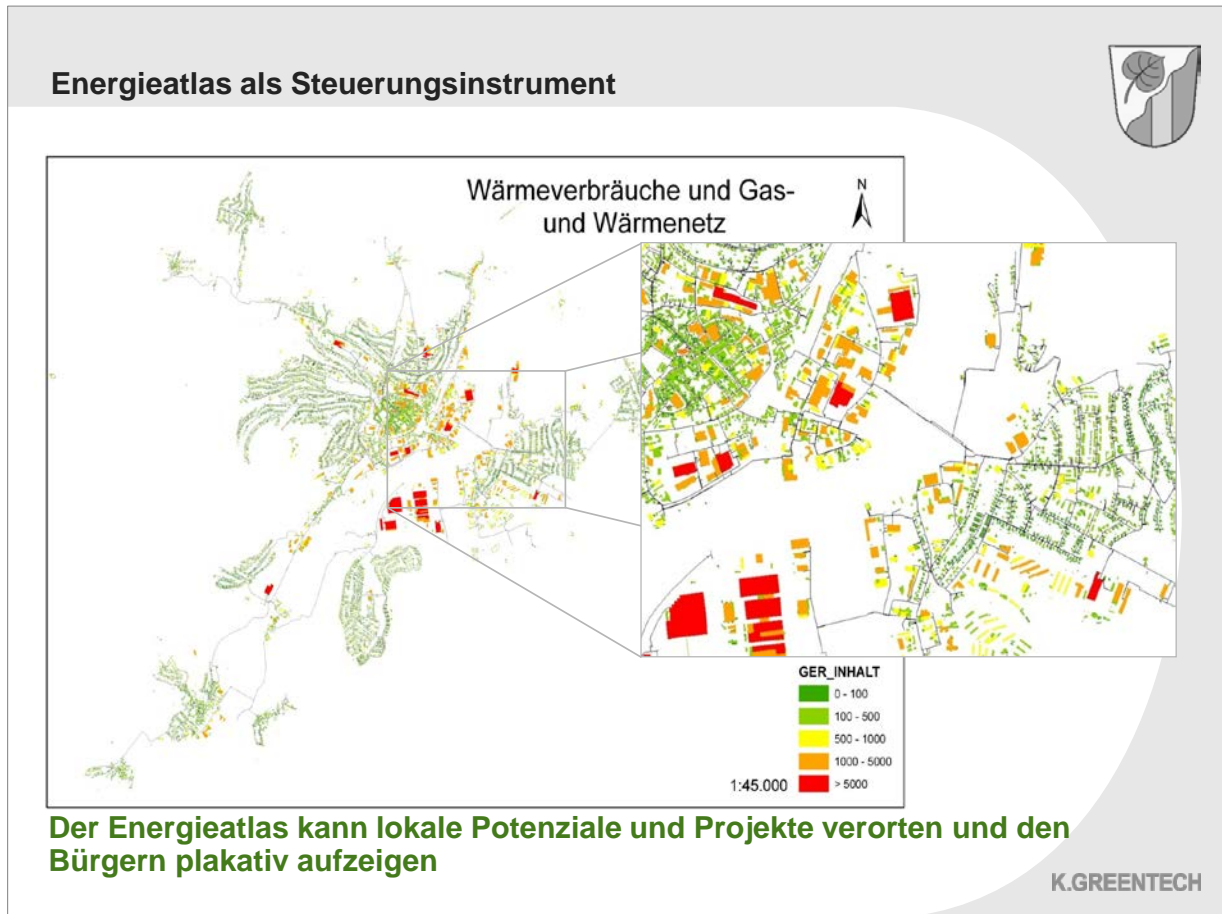 Energieatlas als Steuerungsinstrument
Wärmeverbräuche und Gas-
und Wärmenetz
N
GER_INHALT
0 - 100
100 - 500
500 - 1000
1000 - 5000
> 5000
1:45.000
Der Energieatlas kann lokale Potenziale und Projekte verorten und den
Bürgern plakativ aufzeigen
K.GREENTECH